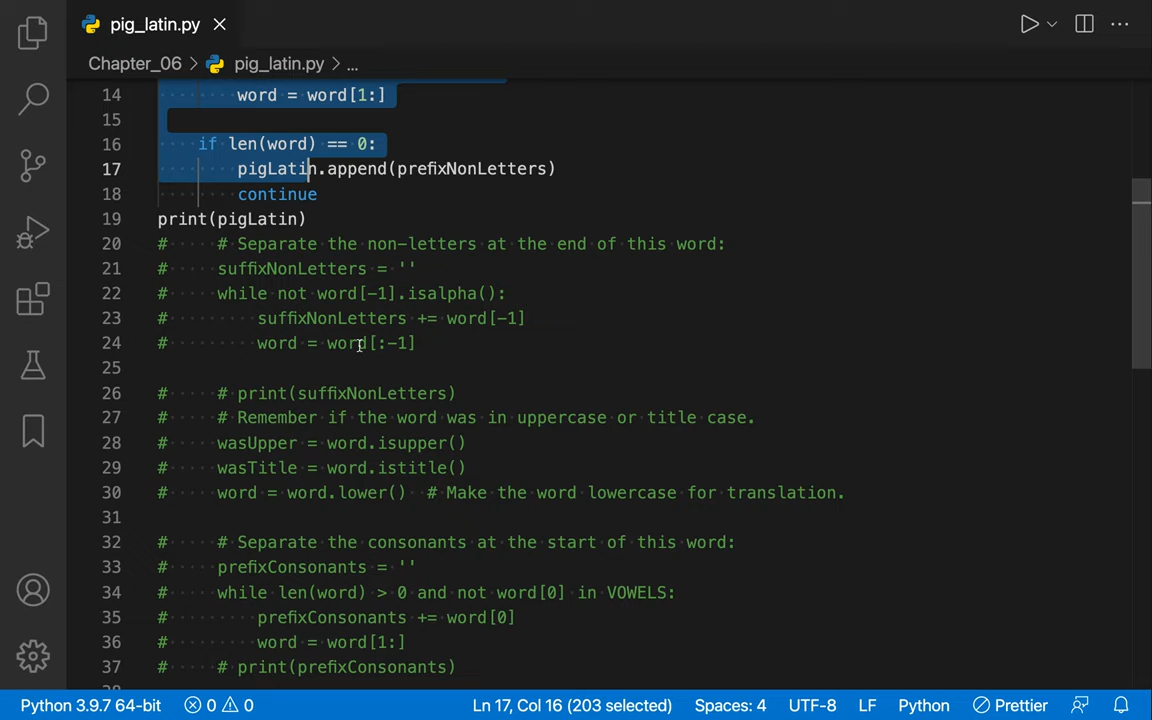 pig_latin.py
Chapter_06 > pig_latin.py > ...
14 word = word[1:]
15
16 if len(word) == 0:
17 pigLatin.append(prefixNonLetters)
18 continue
19 print(pigLatin)
20 # # Separate the non-letters at the end of this word:
21 # suffixNonLetters = ''
22 # while not word[-1].isalpha():
23 # suffixNonLetters += word[-1]
24 # word = word[:-1]
25
26 # # print(suffixNonLetters)
27 # # Remember if the word was in uppercase or title case.
28 # wasUpper = word.isupper()
29 # wasTitle = word.istitle()
30 # word = word.lower() # Make the word lowercase for translation.
31
32 # # Separate the consonants at the start of this word:
33 # prefixConsonants = ''
34 # while len(word) > 0 and not word[0] in VOWELS:
35 # prefixConsonants += word[0]
36 # word = word[1:]
37 # # print(prefixConsonants)
Python 3.9.7 64-bit 0 0 Ln 17, Col 16 (203 selected) Spaces: 4 UTF-8 LF Python Prettier